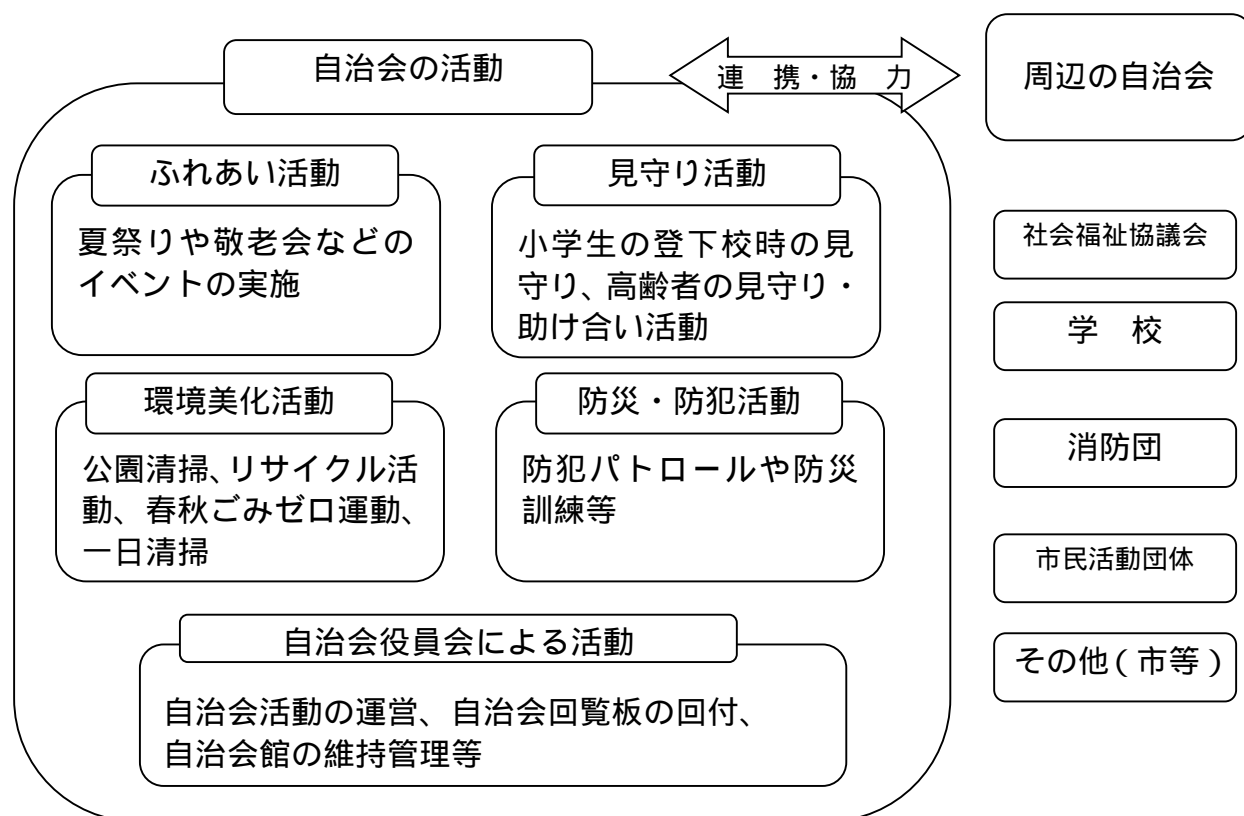 自治会の活動
連　携・協　力
周辺の自治会
ふれあい活動
夏祭りや敬老会などの
イベントの実施
見守り活動
小学生の登下校時の見
守り、高齢者の見守り・
助け合い活動
環境美化活動
公園清掃、リサイクル活
動、春秋ごみゼロ運動、
一日清掃
防災・防犯活動
防犯パトロールや防災
訓練等
自治会役員会による活動
自治会活動の運営、自治会回覧板の回付、
自治会館の維持管理等
社会福祉協議会
学　校
消防団
市民活動団体
その他(市等)